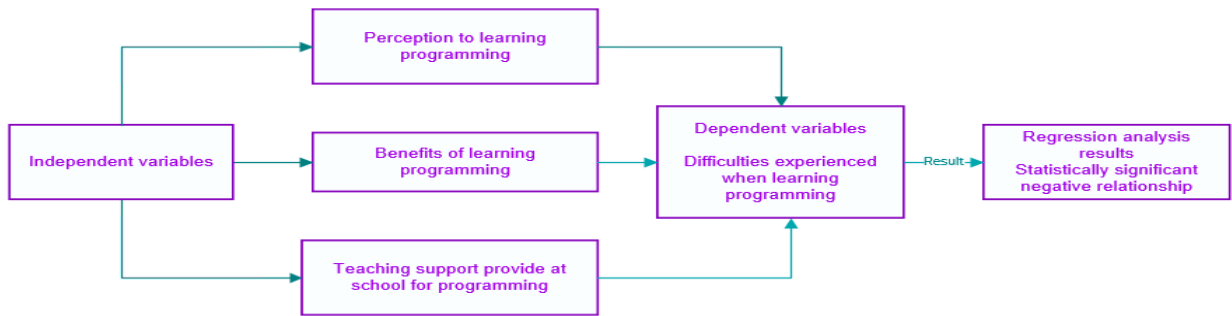 Perception to learning
programming
Independent variables
Benefits of learning
programming
Teaching support provide at
school for programming
Dependent variables
Difficulties experienced
when learning
programming
Result
Regression analysis
results
Statistically significant
negative relationship